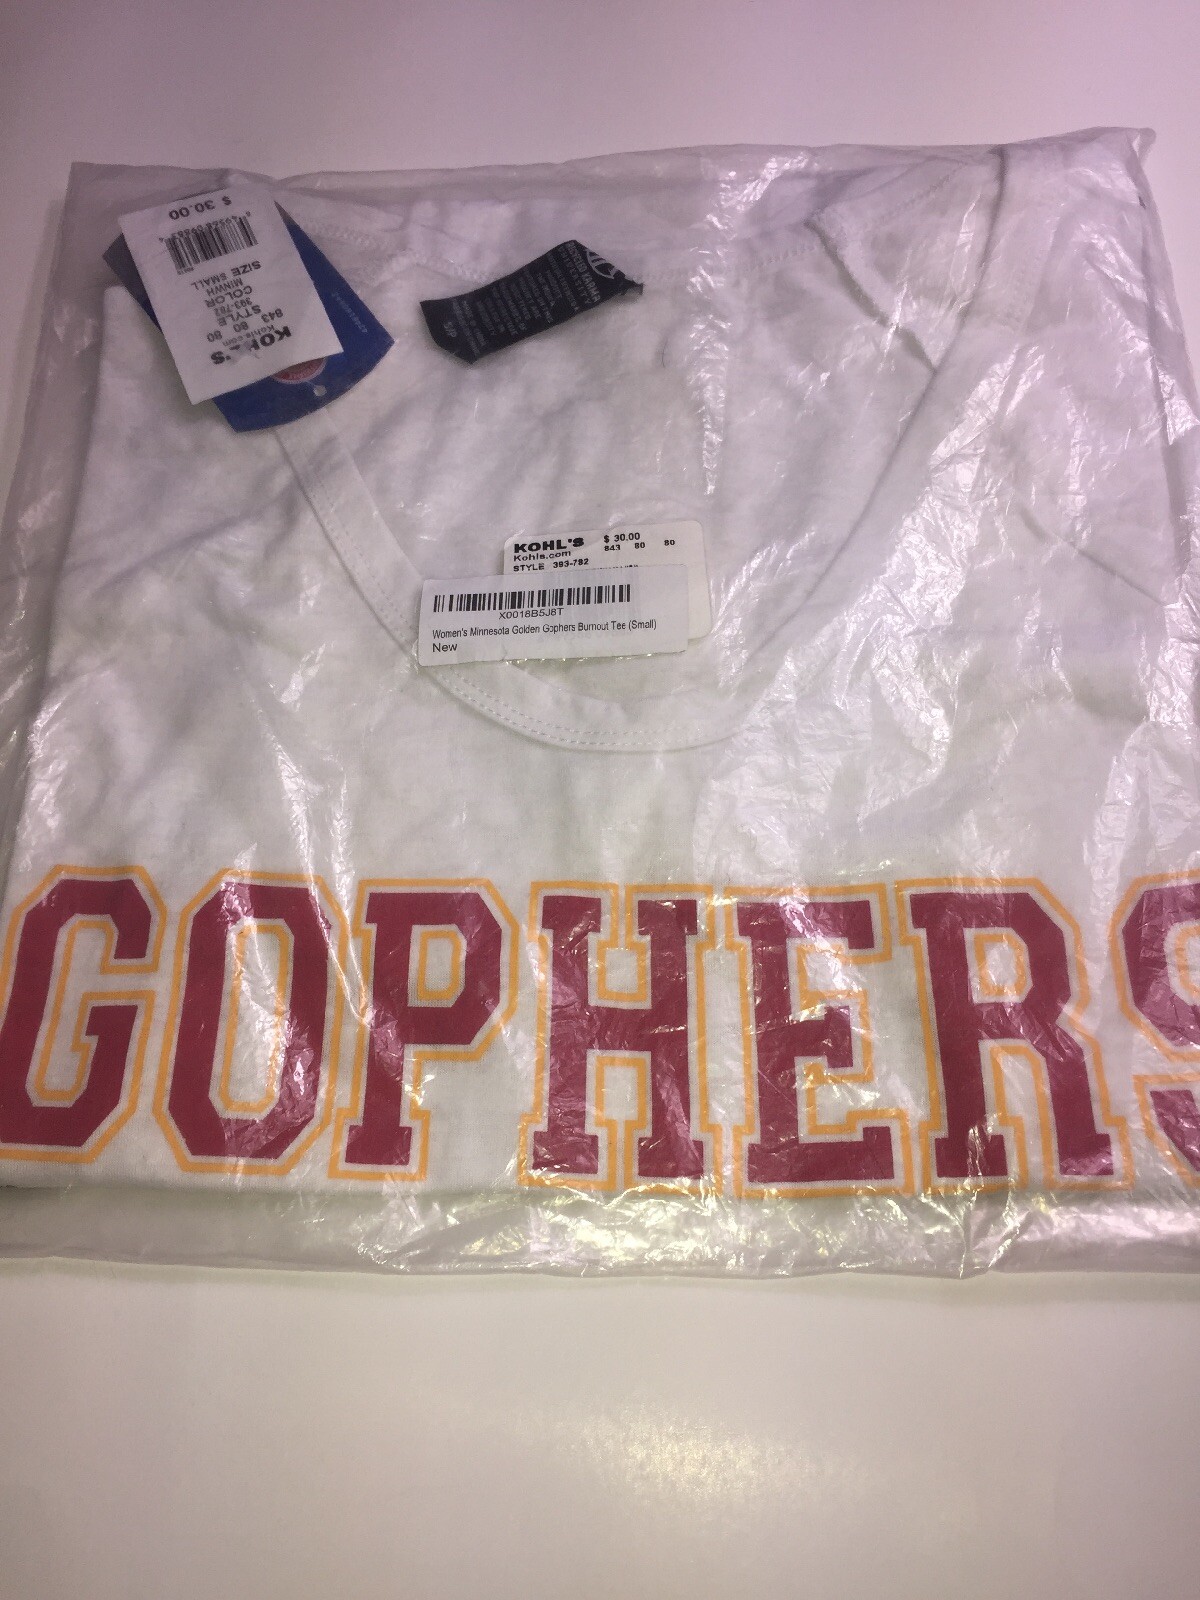 KOHL'S
Kohls.com
843 80 80
STYLE
393-782
COLOR
MINWH
SIZE SMALL
$ 30.00
S/P
KOHL'S $ 30.00
Kohls.com 843 80 80
STYLE 393-782
X0018B5J8T
Women's Minnesota Golden Gophers Burnout Tee (Small)
New
GOPHERS